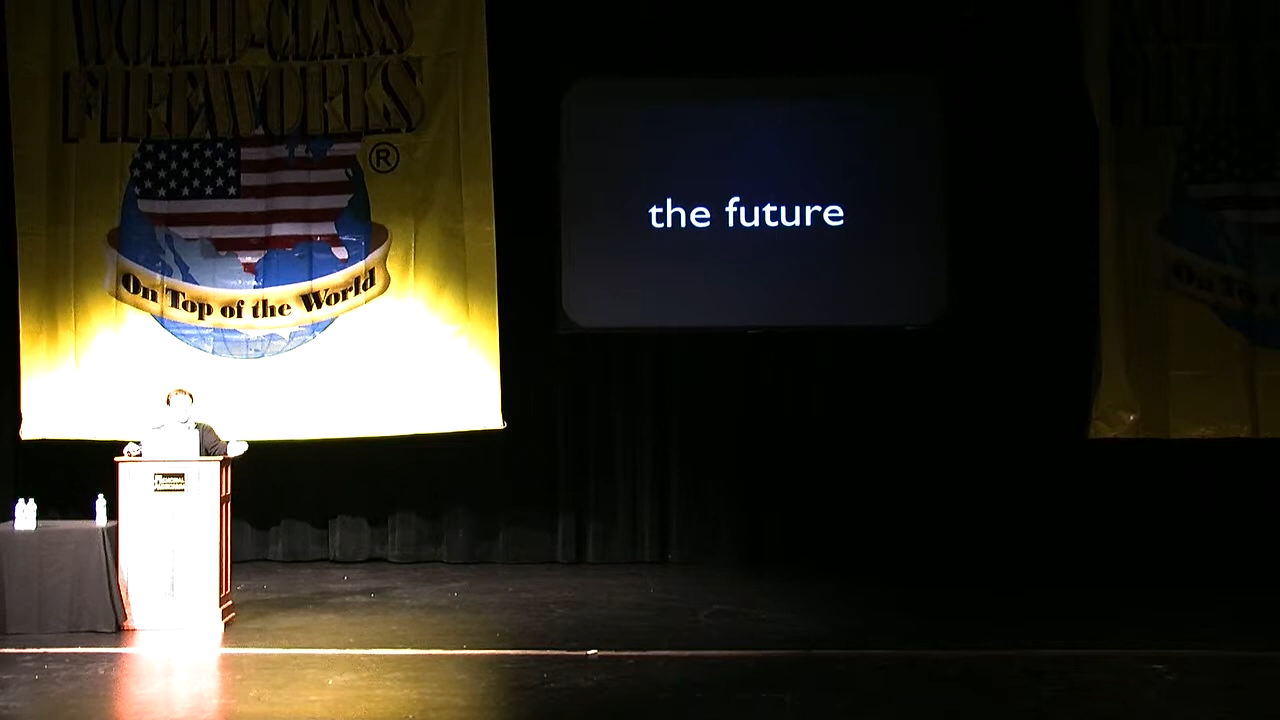 WORLD-CLASS
FIREWORKS
®
On Top of the World
the future